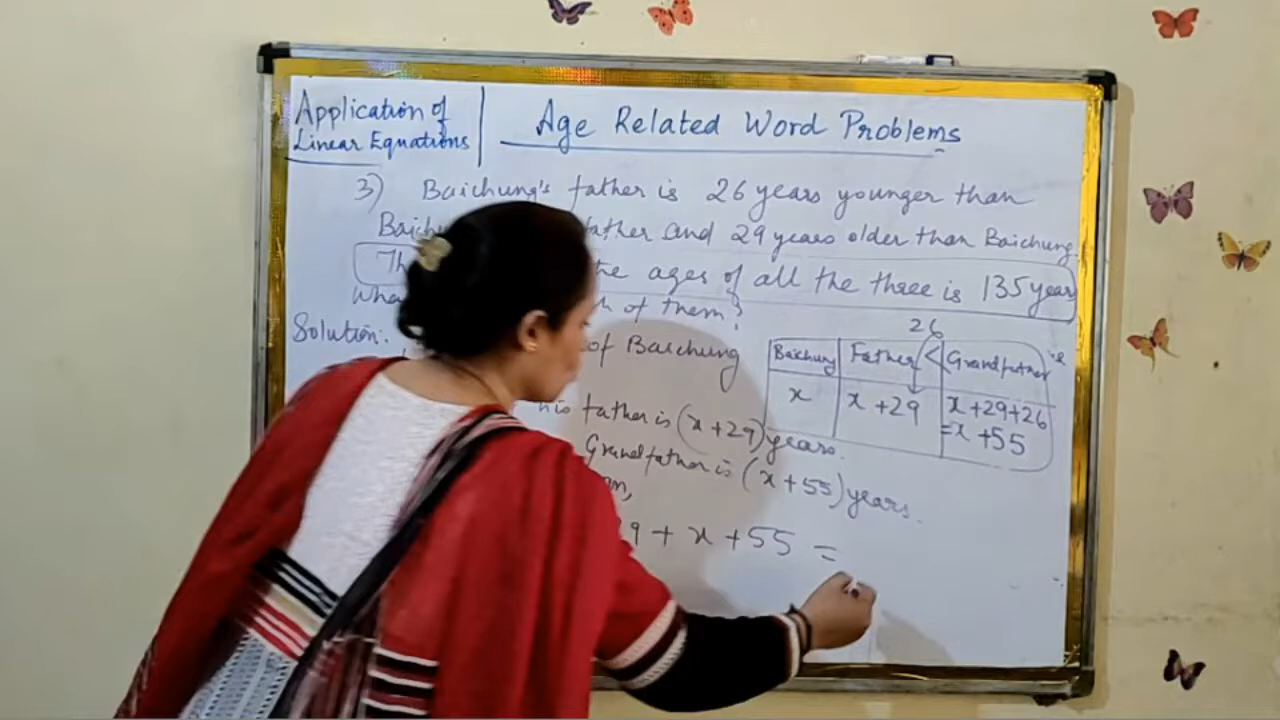 Application of
Linear Equations
Age Related Word Problems
3) Baichung's father is 26 years younger than
father and 29 years older than Baichung.
the ages of all the three is 135 years
of them?
Solution:
of Baichung
his father is (x+29) years.
Grandfather is (x+55) years.
9 + x + 55 =
26
Baichung Father < Grandfather
x x+29 x+29+26
=x+55